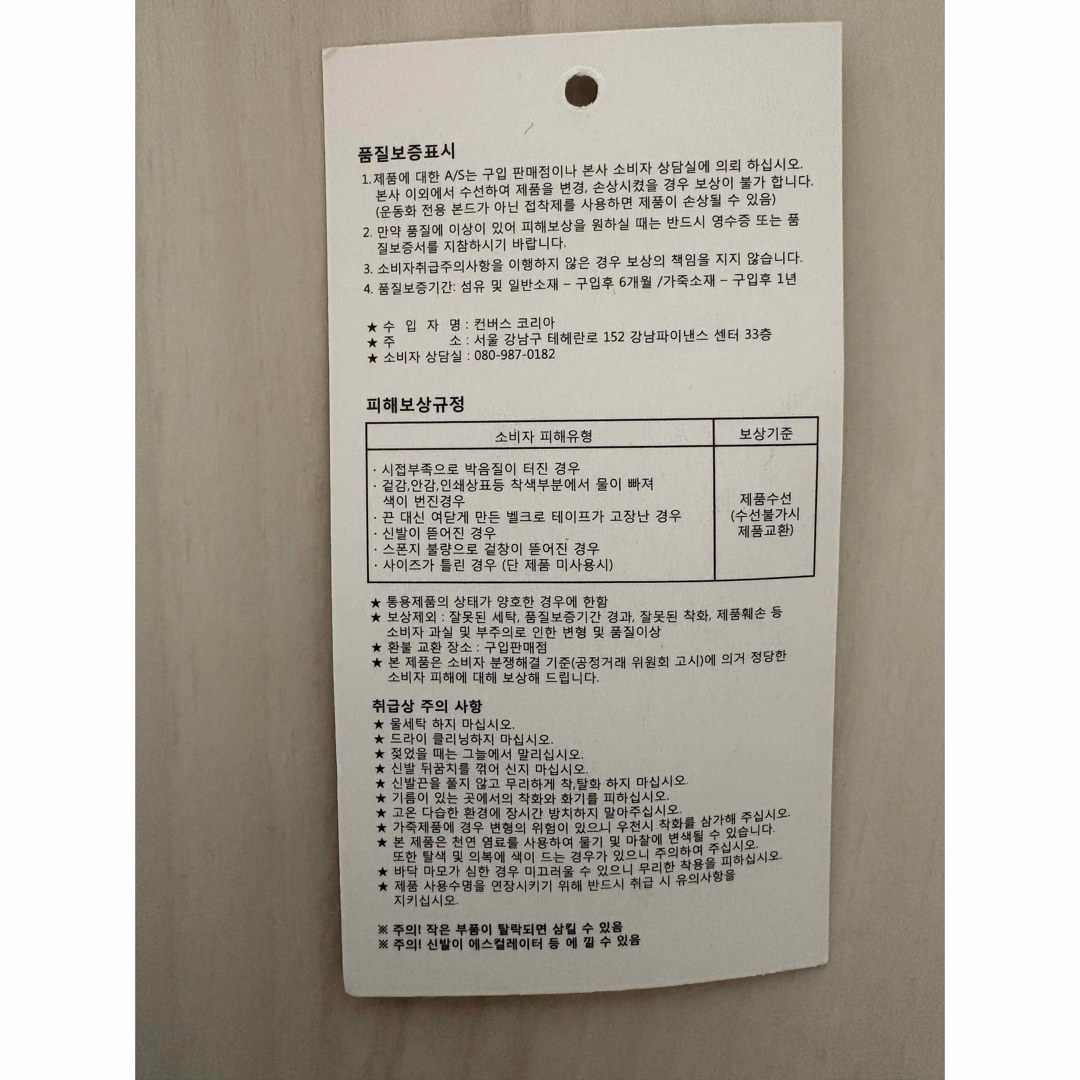 품질보증표시
1.제품에 대한 A/S는 구입 판매점이나 본사 소비자 상담실에 의뢰 하십시오.
본사 이외에서 수선하여 제품을 변경, 손상시켰을 경우 보상이 불가 합니다.
(운동화 전용 본드가 아닌 접착제를 사용하면 제품이 손상될 수 있음)
2. 만약 품질에 이상이 있어 피해보상을 원하실 때는 반드시 영수증 또는 품
질보증서를 지참하시기 바랍니다.
3. 소비자취급주의사항을 이행하지 않은 경우 보상의 책임을 지지 않습니다.
4. 품질보증기간: 섬유 및 일반소재 – 구입후 6개월 /가죽소재 – 구입후 1년
★ 수 입 자 명 : 컨버스 코리아
★ 주 소 : 서울 강남구 테헤란로 152 강남파이낸스 센터 33층
★ 소비자 상담실 : 080-987-0182
피해보상규정
소비자 피해유형 보상기준
· 시접부족으로 박음질이 터진 경우
· 겉감,안감,인쇄상표등 착색부분에서 물이 빠져
색이 번진경우
· 끈 대신 여닫게 만든 벨크로 테이프가 고장난 경우
· 신발이 뜯어진 경우
· 스폰지 불량으로 겉창이 뜯어진 경우
· 사이즈가 틀린 경우 (단 제품 미사용시)
제품수선
(수선불가시
제품교환)
★ 통용제품의 상태가 양호한 경우에 한함
★ 보상제외 : 잘못된 세탁, 품질보증기간 경과, 잘못된 착화, 제품훼손 등
소비자 과실 및 부주의로 인한 변형 및 품질이상
★ 환불 교환 장소 : 구입판매점
★ 본 제품은 소비자 분쟁해결 기준(공정거래 위원회 고시)에 의거 정당한
소비자 피해에 대해 보상해 드립니다.
취급상 주의 사항
★ 물세탁 하지 마십시오.
★ 드라이 클리닝하지 마십시오.
★ 젖었을 때는 그늘에서 말리십시오.
★ 신발 뒤꿈치를 꺾어 신지 마십시오.
★ 신발끈을 풀지 않고 무리하게 착,탈화 하지 마십시오.
★ 기름이 있는 곳에서의 착화와 화기를 피하십시오.
★ 고온 다습한 환경에 장시간 방치하지 말아주십시오.
★ 가죽제품에 경우 변형의 위험이 있으니 우천시 착화를 삼가해 주십시오.
★ 본 제품은 천연 염료를 사용하여 물기 및 마찰에 변색될 수 있습니다.
또한 탈색 및 의복에 색이 드는 경우가 있으니 주의하여 주십시오.
★ 바닥 마모가 심한 경우 미끄러울 수 있으니 무리한 착용을 피하십시오.
★ 제품 사용수명을 연장시키기 위해 반드시 취급 시 유의사항을
지키십시오.
※ 주의! 작은 부품이 탈락되면 삼킬 수 있음
※ 주의! 신발이 에스컬레이터 등 에 낄 수 있음